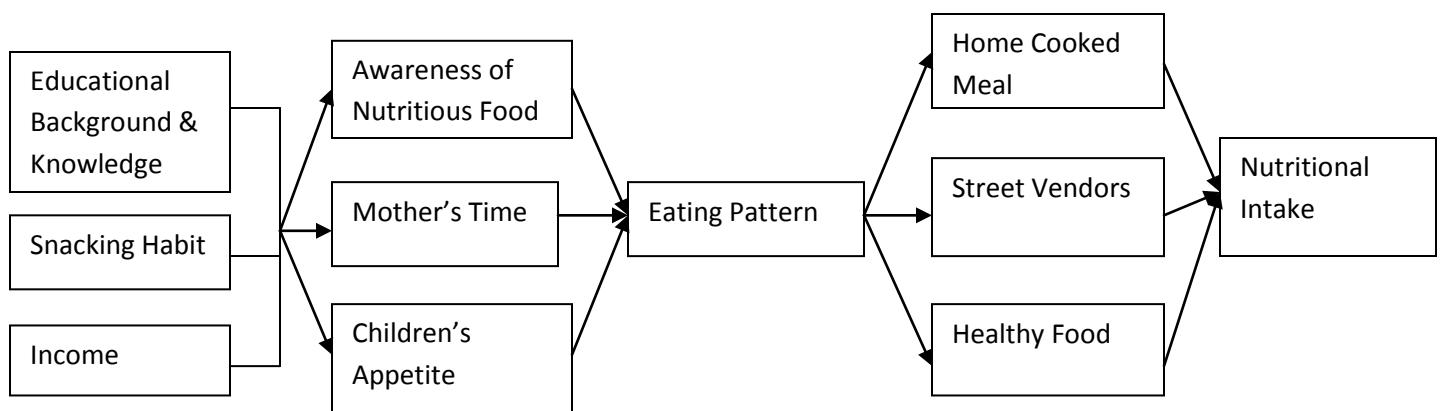 Educational
Background &
Knowledge
Snacking Habit
Income
Awareness of
Nutritious Food
Mother’s Time
Children’s
Appetite
Eating Pattern
Home Cooked
Meal
Street Vendors
Healthy Food
Nutritional
Intake